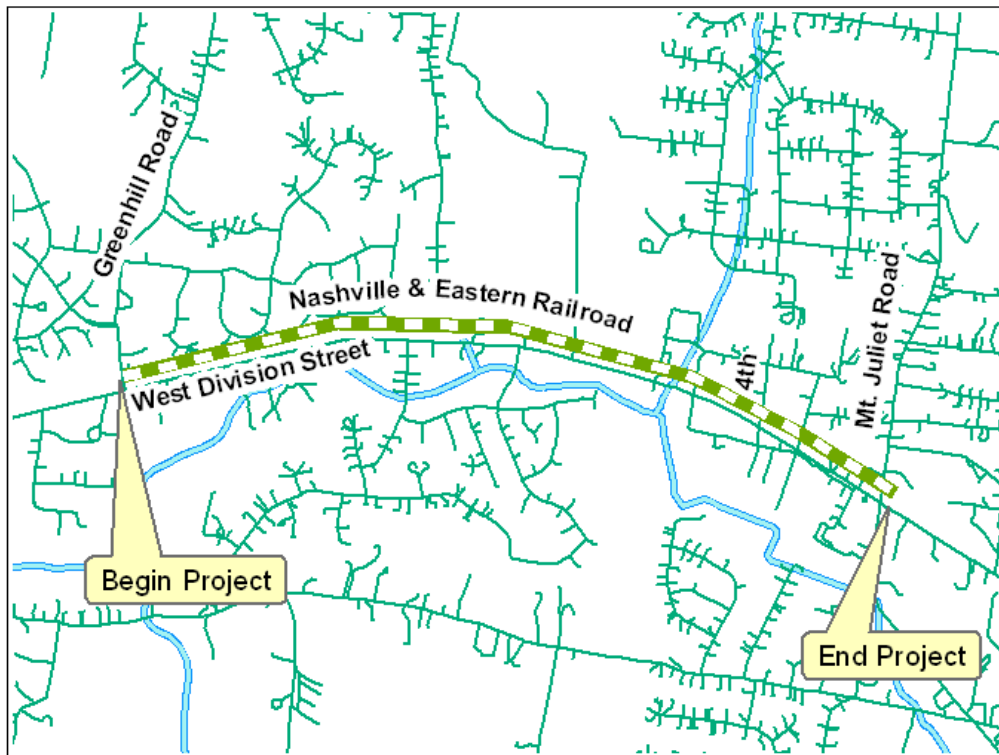 Greenhill Road
Nashville & Eastern Railroad
West Division Street
4th
Mt. Juliet Road
Begin Project
End Project